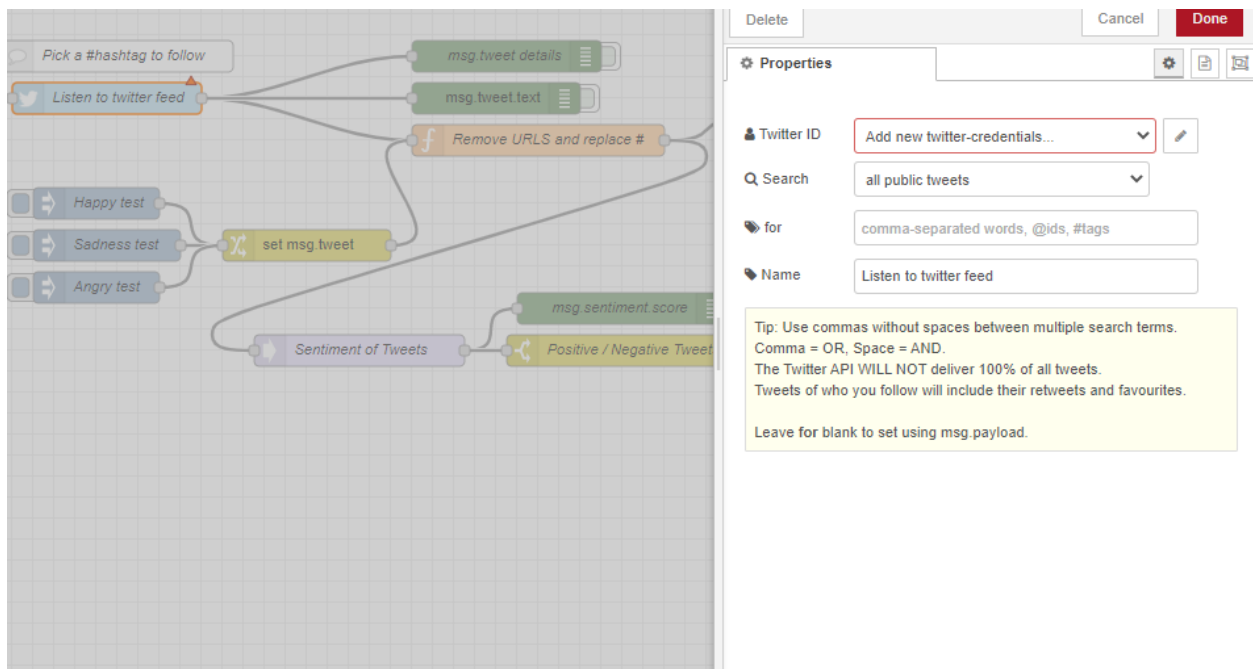 Pick a #hashtag to follow
Listen to twitter feed
msg.tweet details
msg.tweet.text
Remove URLS and replace #
Happy test
Sadness test
Angry test
set msg.tweet
msg.sentiment.score
Sentiment of Tweets
Positive / Negative Tweet
Delete
Cancel
Done
Properties
Twitter ID
Add new twitter-credentials...
Search
all public tweets
for
comma-separated words, @ids, #tags
Name
Listen to twitter feed
Tip: Use commas without spaces between multiple search terms.
Comma = OR, Space = AND.
The Twitter API WILL NOT deliver 100% of all tweets.
Tweets of who you follow will include their retweets and favourites.
Leave for blank to set using msg.payload.